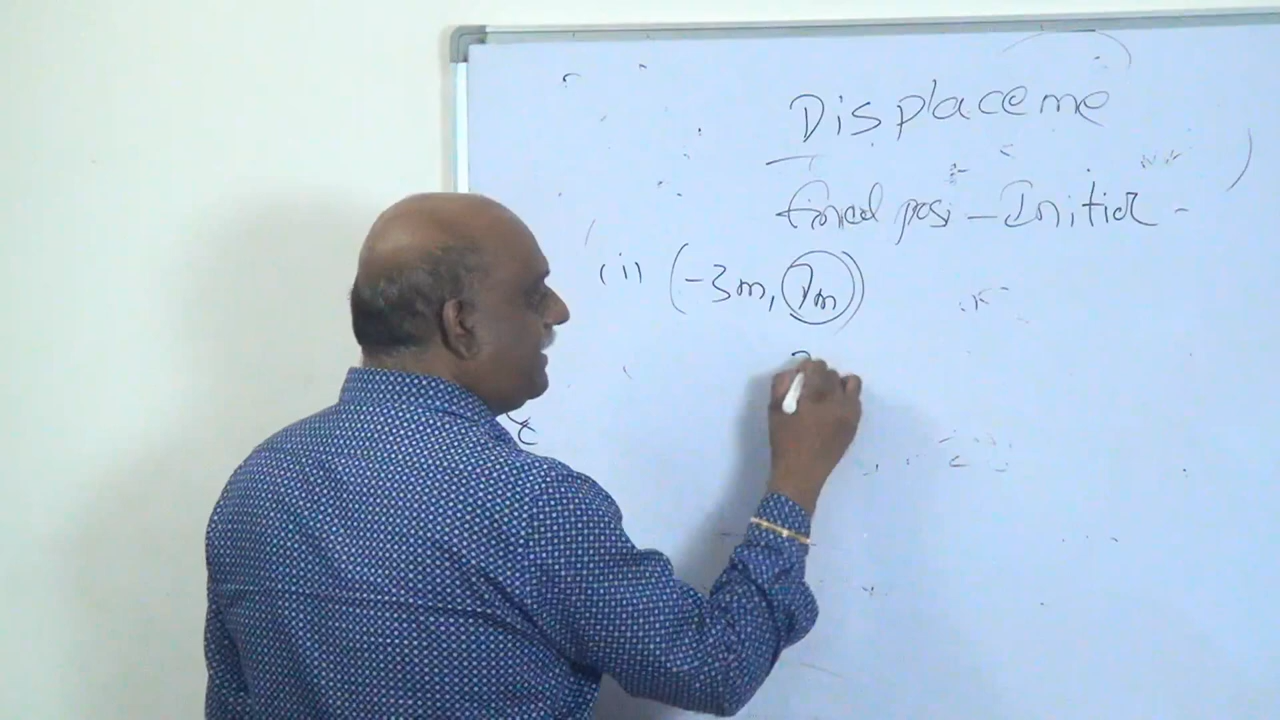 Displaceme
final posi - Initial -
(i) (-3m, 7m)